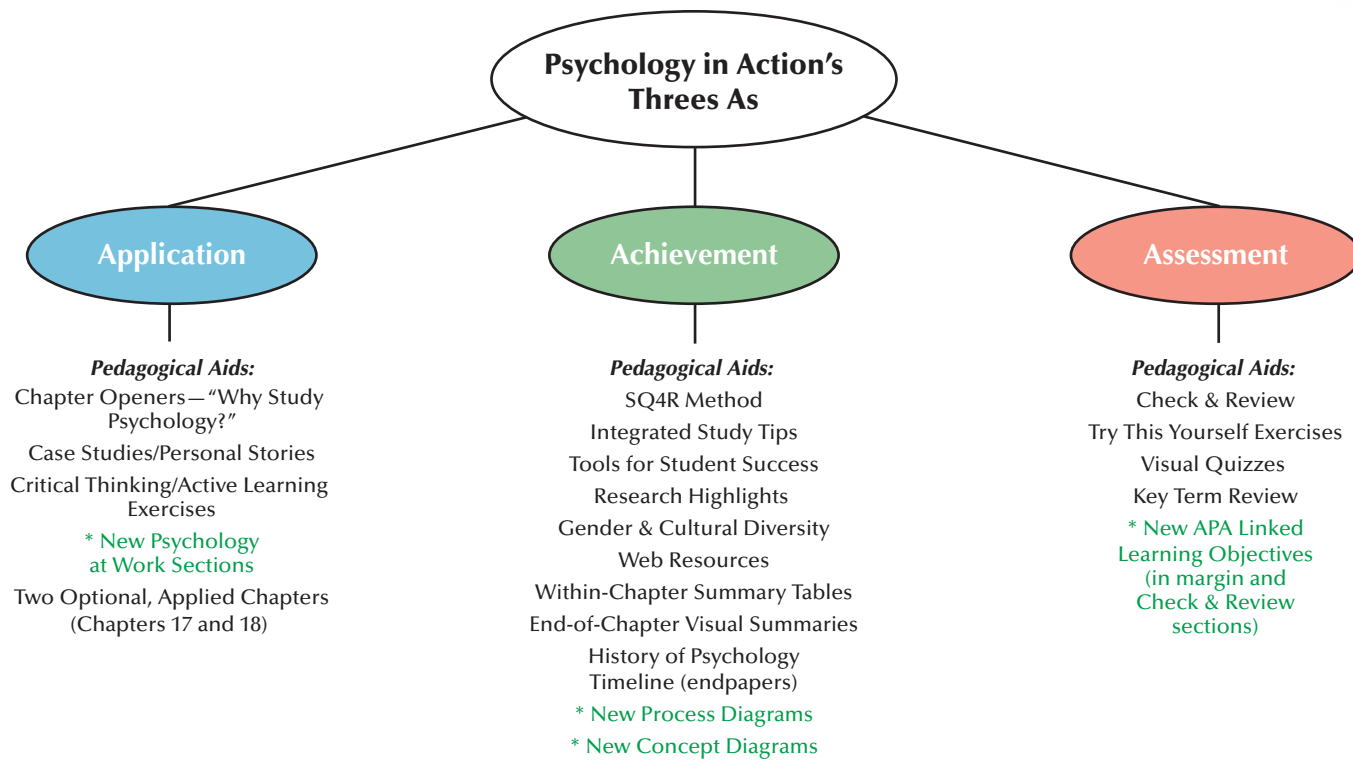 Psychology in Action's
Threes As
Application
Achievement
Assessment
Pedagogical Aids:
Chapter Openers—“Why Study
Psychology?”
Case Studies/Personal Stories
Critical Thinking/Active Learning
Exercises
* New Psychology
at Work Sections
Two Optional, Applied Chapters
(Chapters 17 and 18)
Pedagogical Aids:
SQ4R Method
Integrated Study Tips
Tools for Student Success
Research Highlights
Gender & Cultural Diversity
Web Resources
Within-Chapter Summary Tables
End-of-Chapter Visual Summaries
History of Psychology
Timeline (endpapers)
* New Process Diagrams
* New Concept Diagrams
Pedagogical Aids:
Check & Review
Try This Yourself Exercises
Visual Quizzes
Key Term Review
* New APA Linked
Learning Objectives
(in margin and
Check & Review
sections)